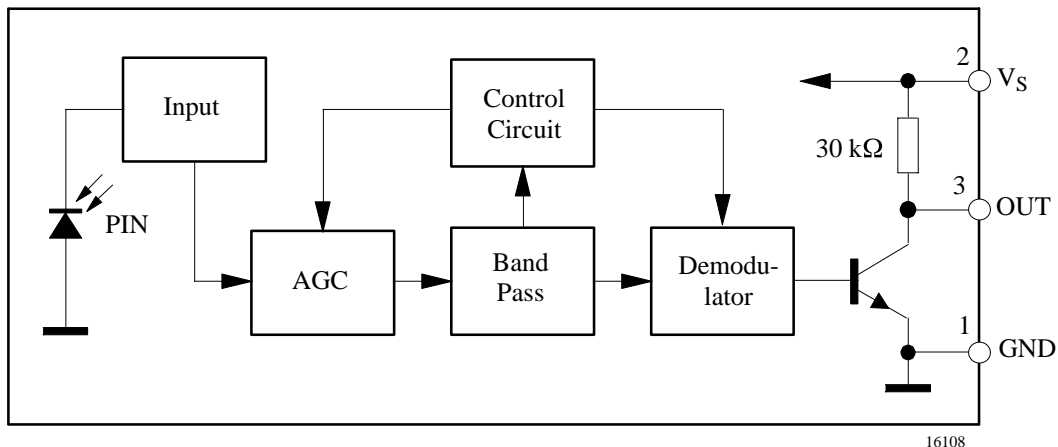 2
V_S
Input
Control
Circuit
30 kΩ
3
OUT
PIN
AGC
Band
Pass
Demodu-
lator
1
GND
16108